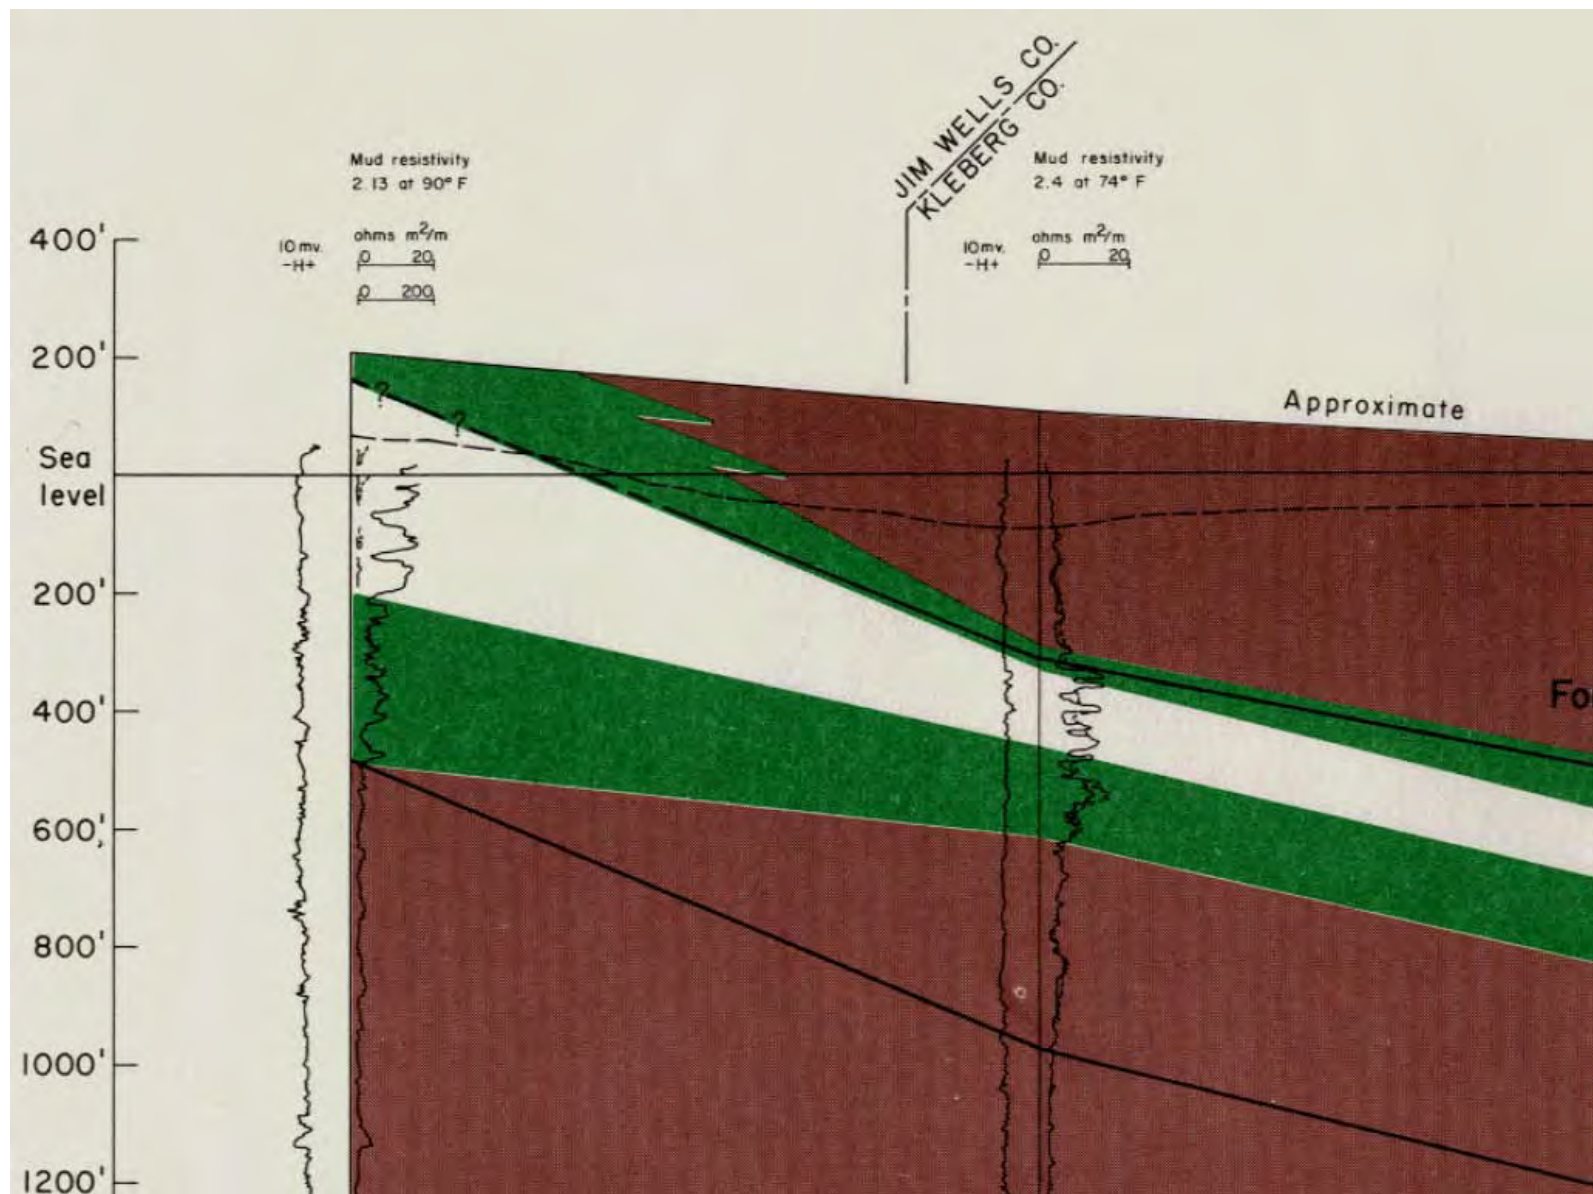 JIM WELLS CO.
KLEBERG CO.
Mud resistivity
2.13 at 90° F
Mud resistivity
2.4 at 74° F
10 mv.
-H+
ohms m²/m
0 20
0 200
10 mv.
-H+
ohms m²/m
0 20
400'
200'
Approximate
? ?
Sea
level
200'
400'
Fo
600'
800'
1000'
1200'